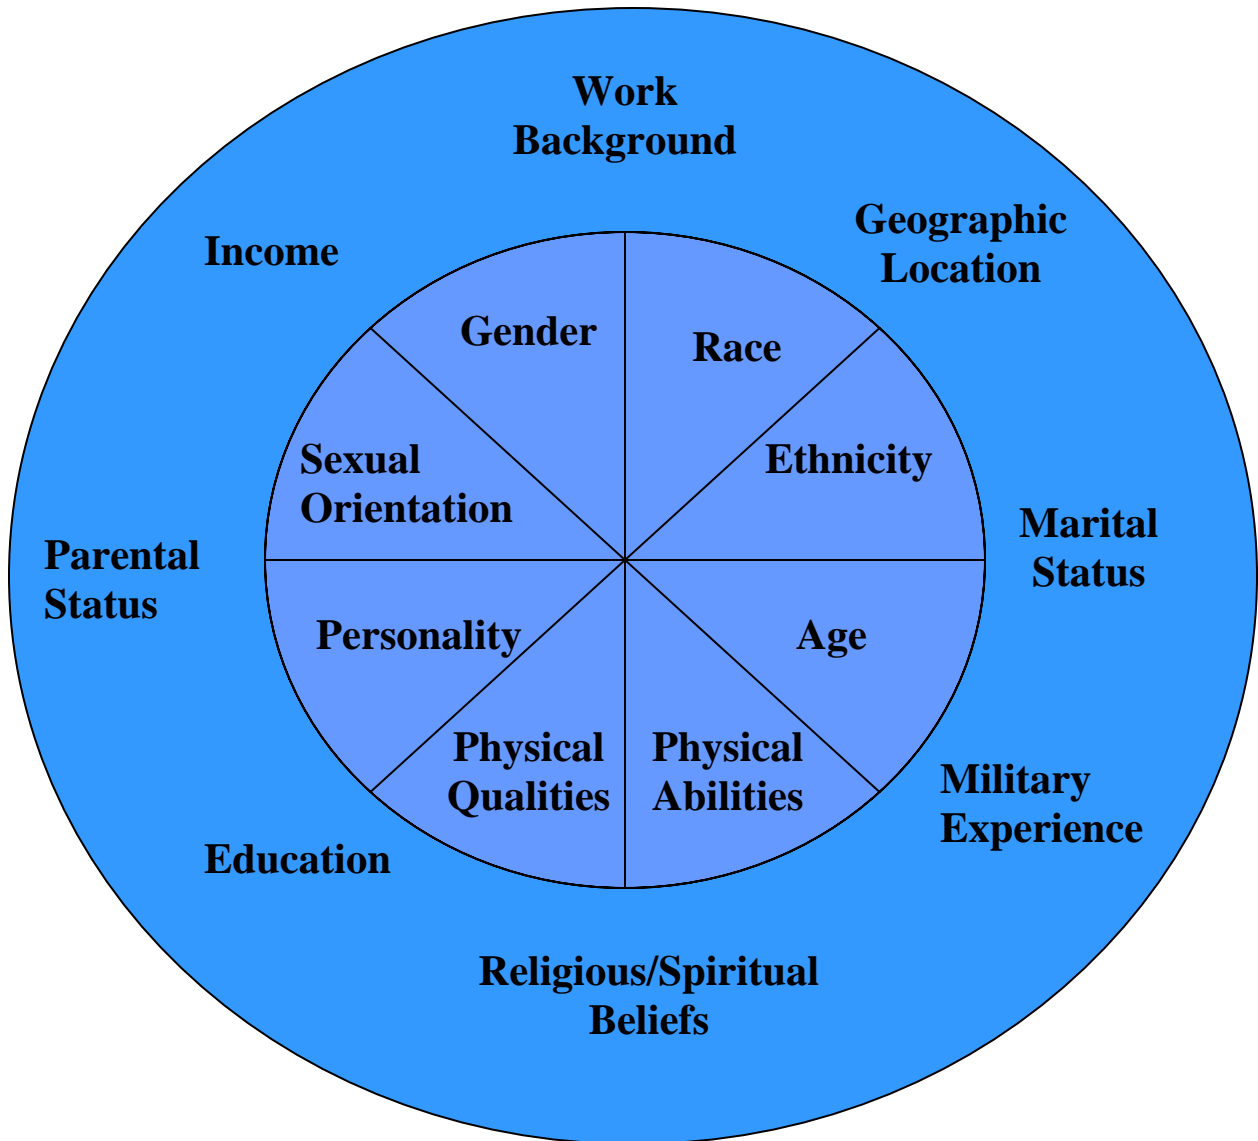 Work
Background
Geographic
Location
Income
Gender
Race
Sexual
Orientation
Ethnicity
Marital
Status
Parental
Status
Personality
Age
Physical
Qualities
Physical
Abilities
Military
Experience
Education
Religious/Spiritual
Beliefs